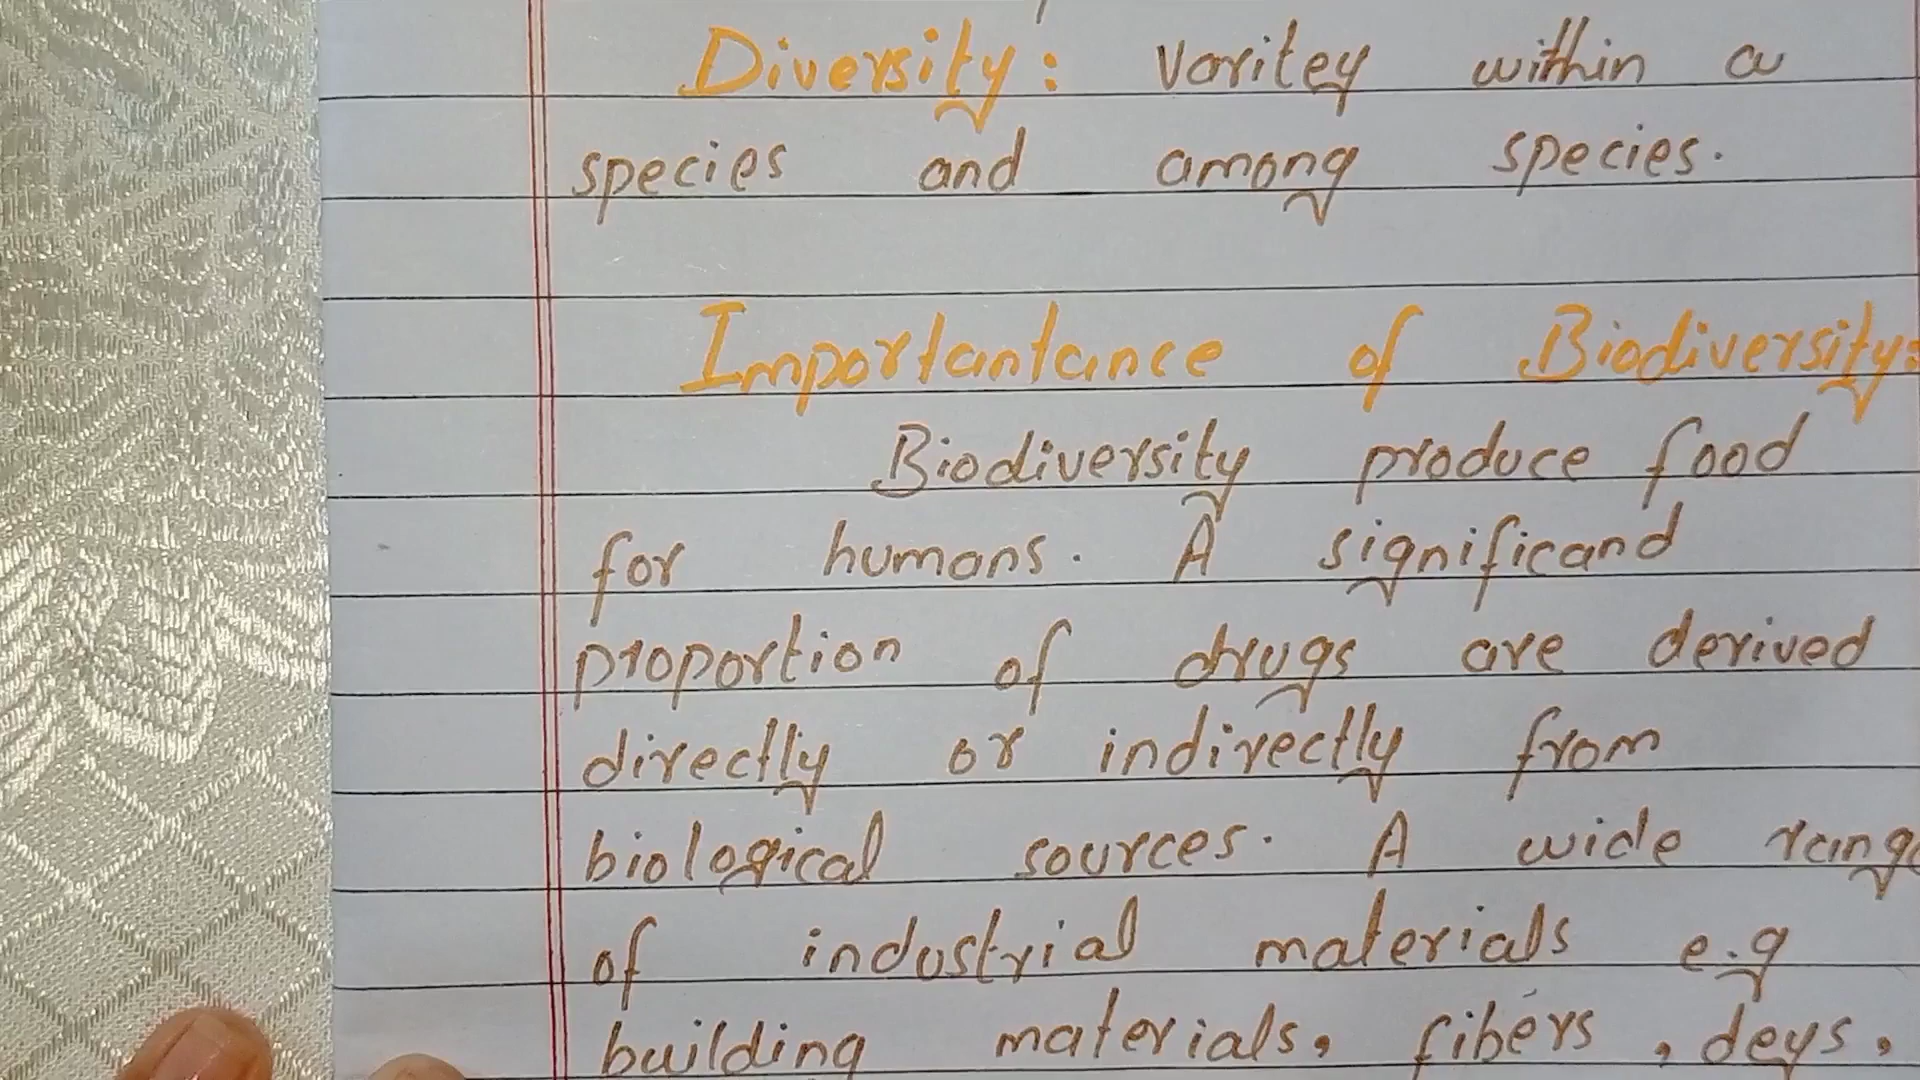 Diversity: Varitey within a
species and among species.
Importantance of Biodiversity:
Biodiversity produce food
for humans. A significand
proportion of drugs are derived
directly or indirectly from
biological sources. A wide range
of industrial materials e.g
building materials, fibers, deys,